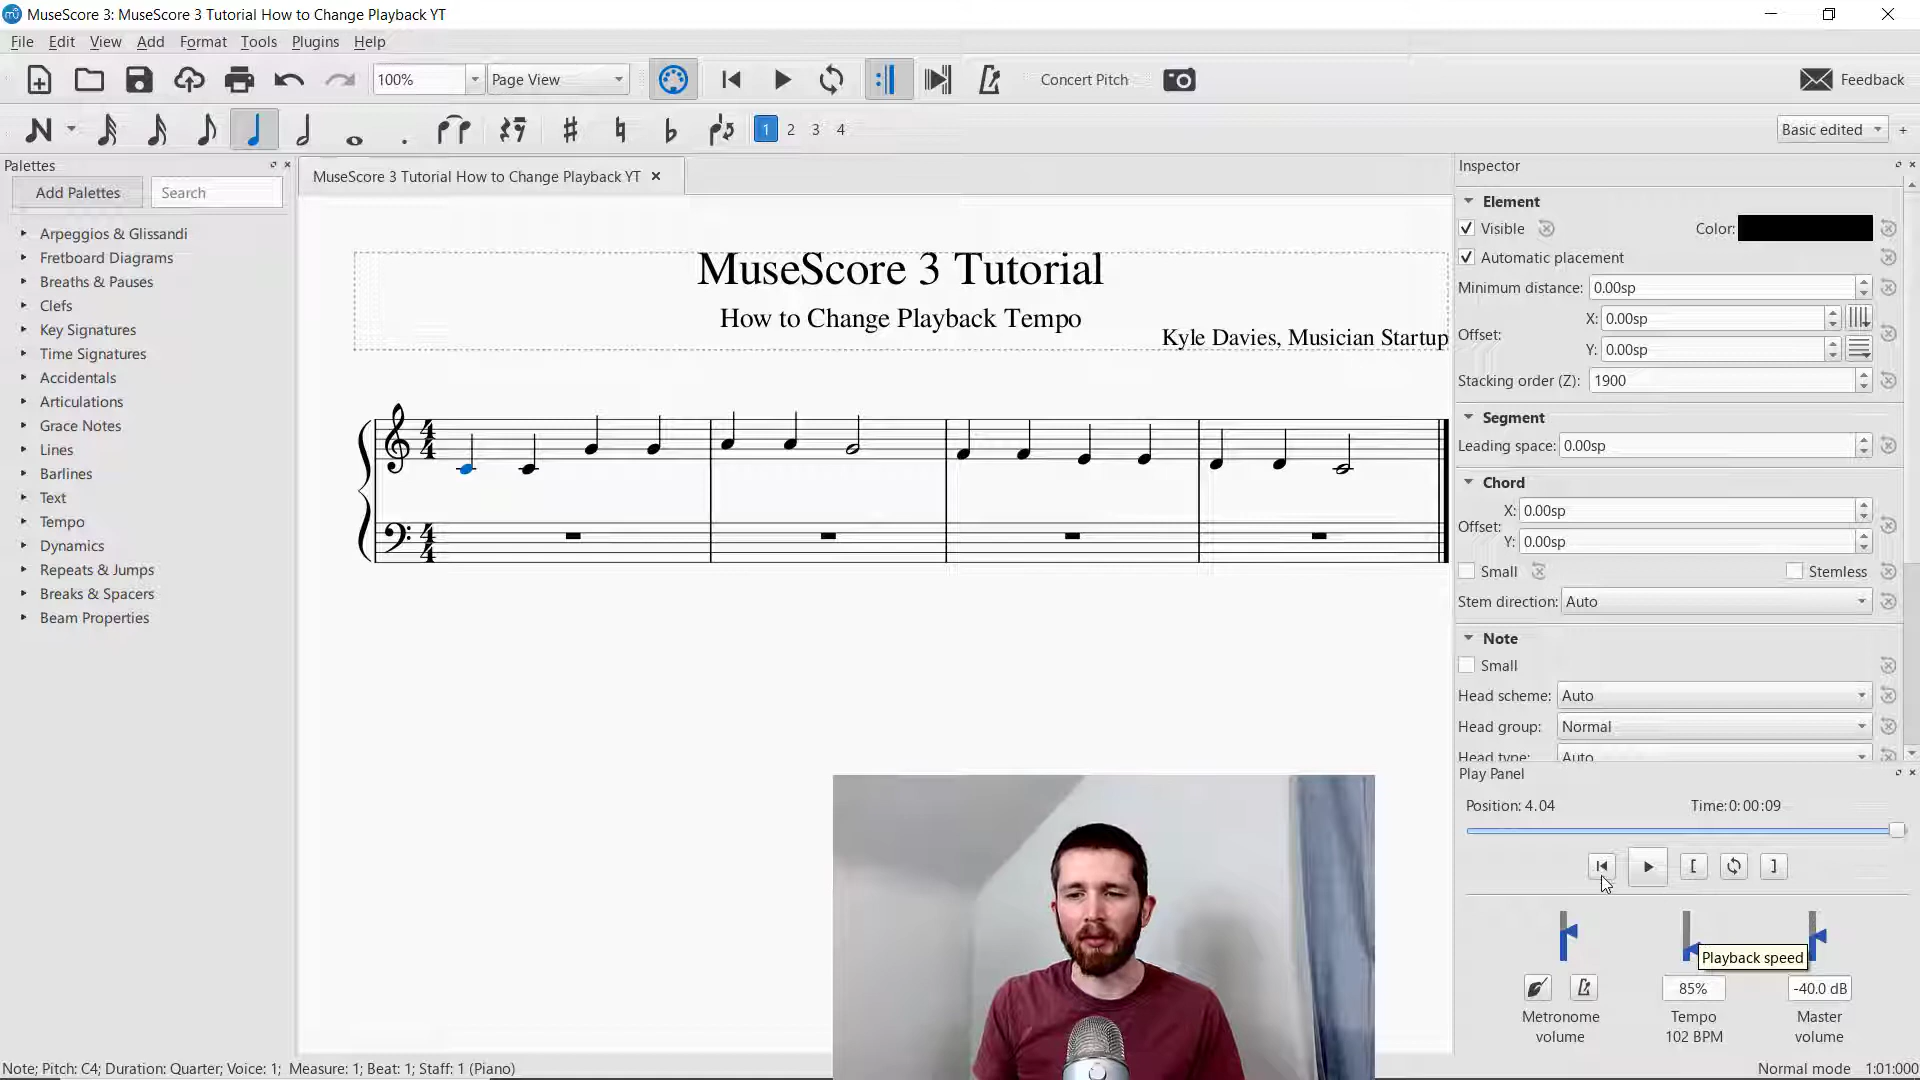 MuseScore 3: MuseScore 3 Tutorial How to Change Playback YT
File Edit View Add Format Tools Plugins Help
100% Page View Concert Pitch Feedback
1 2 3 4 Basic edited +
Palettes
Add Palettes Search
Arpeggios & Glissandi
Fretboard Diagrams
Breaths & Pauses
Clefs
Key Signatures
Time Signatures
Accidentals
Articulations
Grace Notes
Lines
Barlines
Text
Tempo
Dynamics
Repeats & Jumps
Breaks & Spacers
Beam Properties
MuseScore 3 Tutorial How to Change Playback YT
MuseScore 3 Tutorial
How to Change Playback Tempo
Kyle Davies, Musician Startup
4
4
4
4
Inspector
Element
Visible Color:
Automatic placement
Minimum distance: 0.00sp
Offset: X: 0.00sp
Y: 0.00sp
Stacking order (Z): 1900
Segment
Leading space: 0.00sp
Chord
Offset: X: 0.00sp
Y: 0.00sp
Small Stemless
Stem direction: Auto
Note
Small
Head scheme: Auto
Head group: Normal
Head type: Auto
Play Panel
Position: 4.04 Time:0:00:09
Playback speed
85% -40.0 dB
Metronome volume
Tempo 102 BPM
Master volume
Note; Pitch: C4; Duration: Quarter; Voice: 1; Measure: 1; Beat: 1; Staff: 1 (Piano)
Normal mode 1:01:000